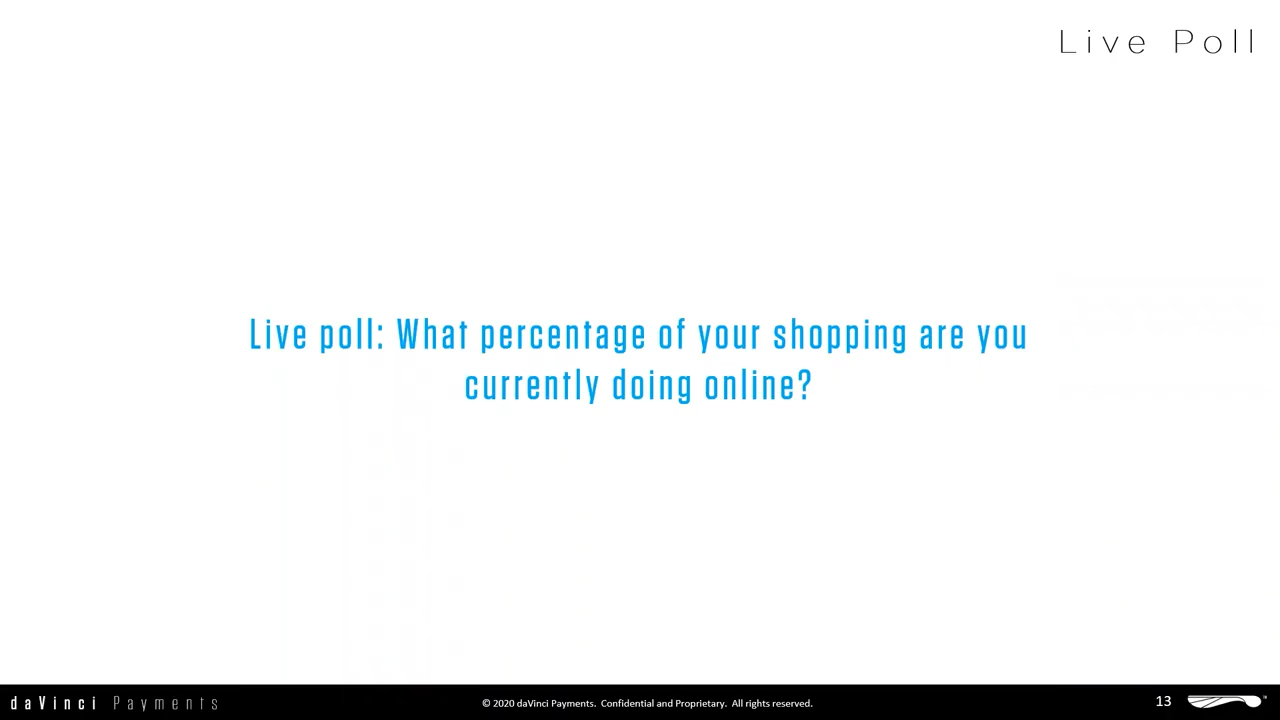 Live Poll
Live poll: What percentage of your shopping are you
currently doing online?
daVinci Payments
© 2020 daVinci Payments. Confidential and Proprietary. All rights reserved.
13
™